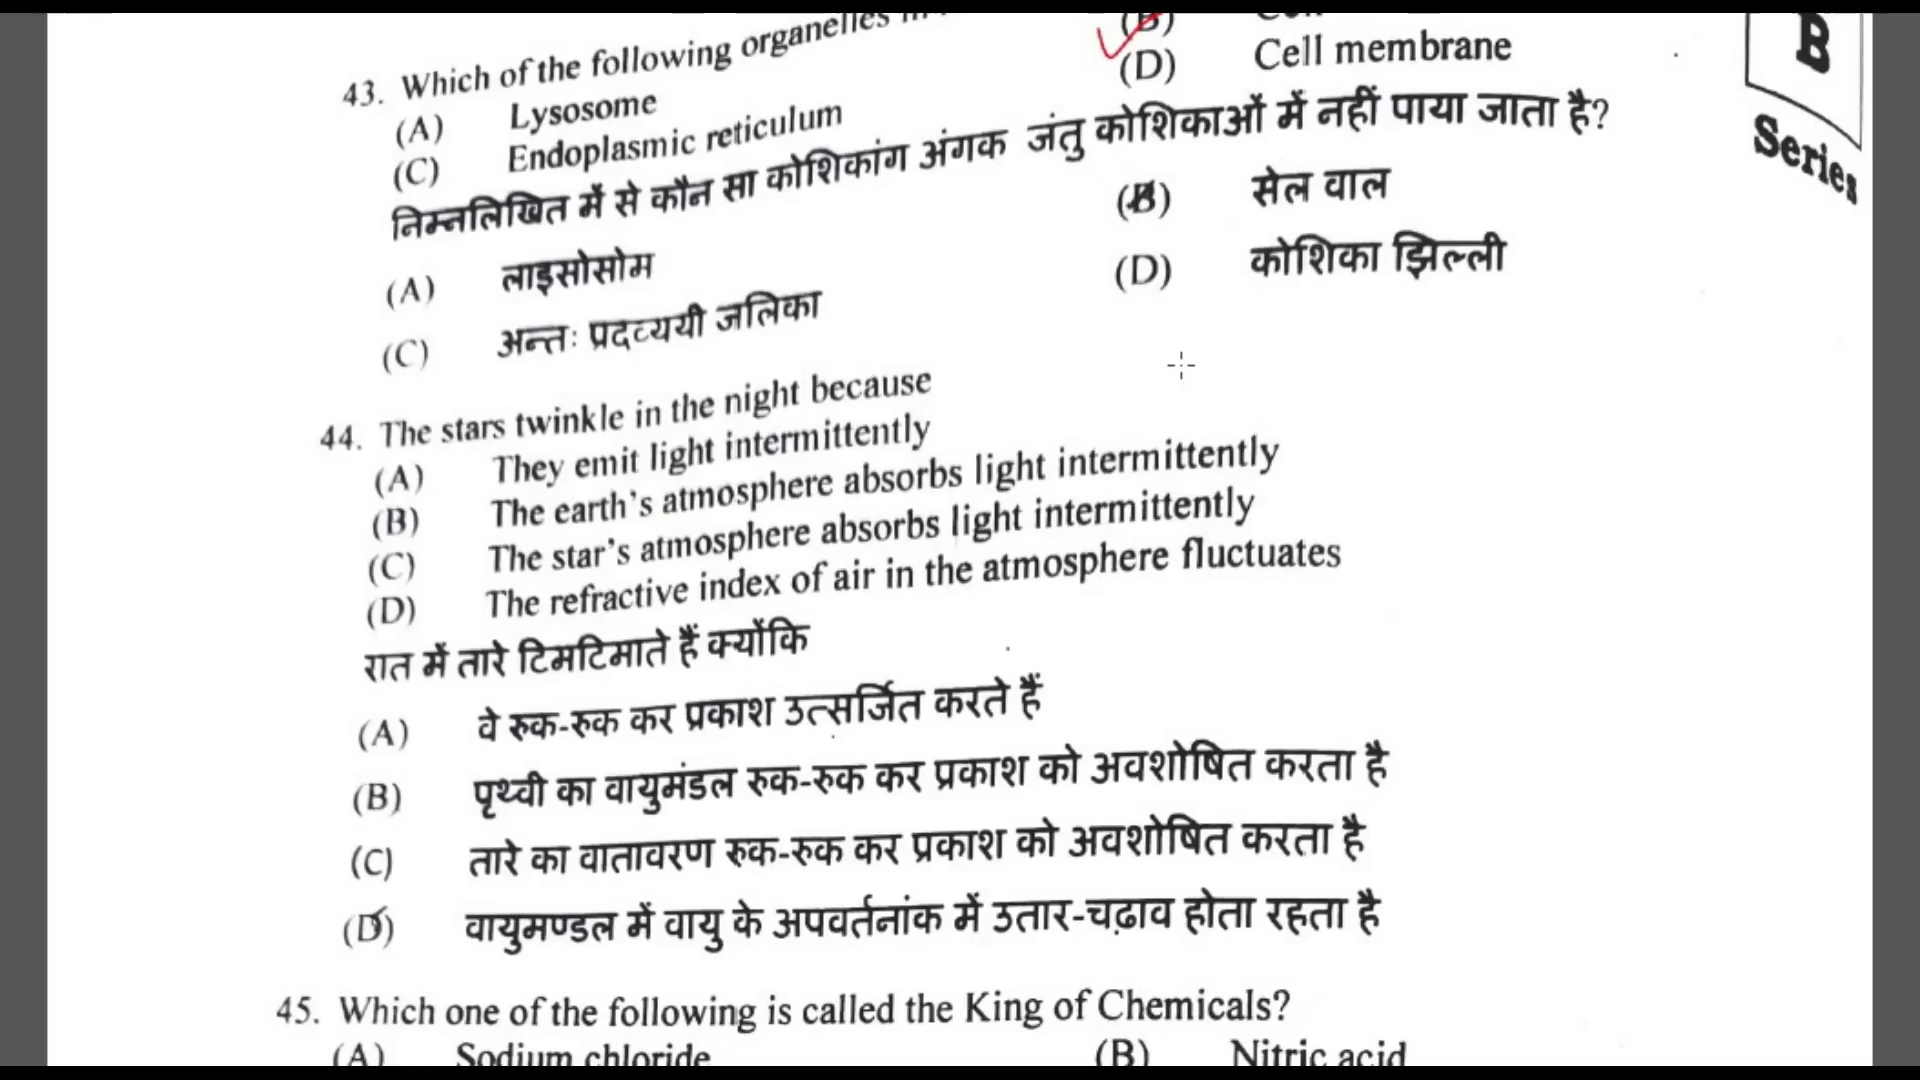 (B)
43. Which of the following organelles
(A) Lysosome
(D) Cell membrane
(C) Endoplasmic reticulum
निम्नलिखित में से कौन सा कोशिकांग अंगक जंतु कोशिकाओं में नहीं पाया जाता है?
(A) लाइसोसोम
(B) सेल वाल
(C) अन्तः प्रदव्ययी जलिका
(D) कोशिका झिल्ली
B
Series
44. The stars twinkle in the night because
(A) They emit light intermittently
(B) The earth's atmosphere absorbs light intermittently
(C) The star's atmosphere absorbs light intermittently
(D) The refractive index of air in the atmosphere fluctuates
रात में तारे टिमटिमाते हैं क्योंकि
(A) वे रुक-रुक कर प्रकाश उत्सर्जित करते हैं
(B) पृथ्वी का वायुमंडल रुक-रुक कर प्रकाश को अवशोषित करता है
(C) तारे का वातावरण रुक-रुक कर प्रकाश को अवशोषित करता है
(D) वायुमण्डल में वायु के अपवर्तनांक में उतार-चढ़ाव होता रहता है
45. Which one of the following is called the King of Chemicals?
(A) Sodium chloride
(B) Nitric acid